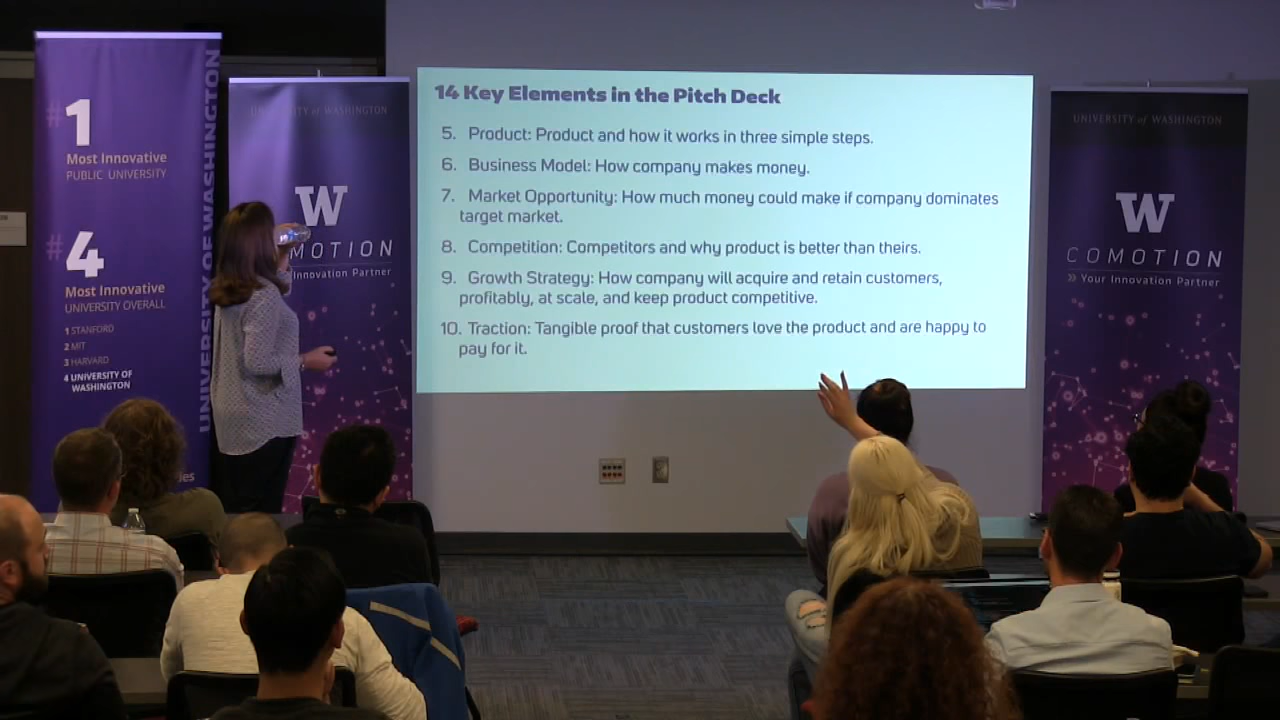 #1
Most Innovative
PUBLIC UNIVERSITY
#4
Most Innovative
UNIVERSITY OVERALL
1 STANFORD
2 MIT
3 HARVARD
4 UNIVERSITY OF
WASHINGTON
UNIVERSITY OF WASHINGTON
UNIVERSITY of WASHINGTON
W
MOTION
Innovation Partner
14 Key Elements in the Pitch Deck
5. Product: Product and how it works in three simple steps.
6. Business Model: How company makes money.
7. Market Opportunity: How much money could make if company dominates
target market.
8. Competition: Competitors and why product is better than theirs.
9. Growth Strategy: How company will acquire and retain customers,
profitably, at scale, and keep product competitive.
10. Traction: Tangible proof that customers love the product and are happy to
pay for it.
UNIVERSITY of WASHINGTON
W
COMOTION
» Your Innovation Partner